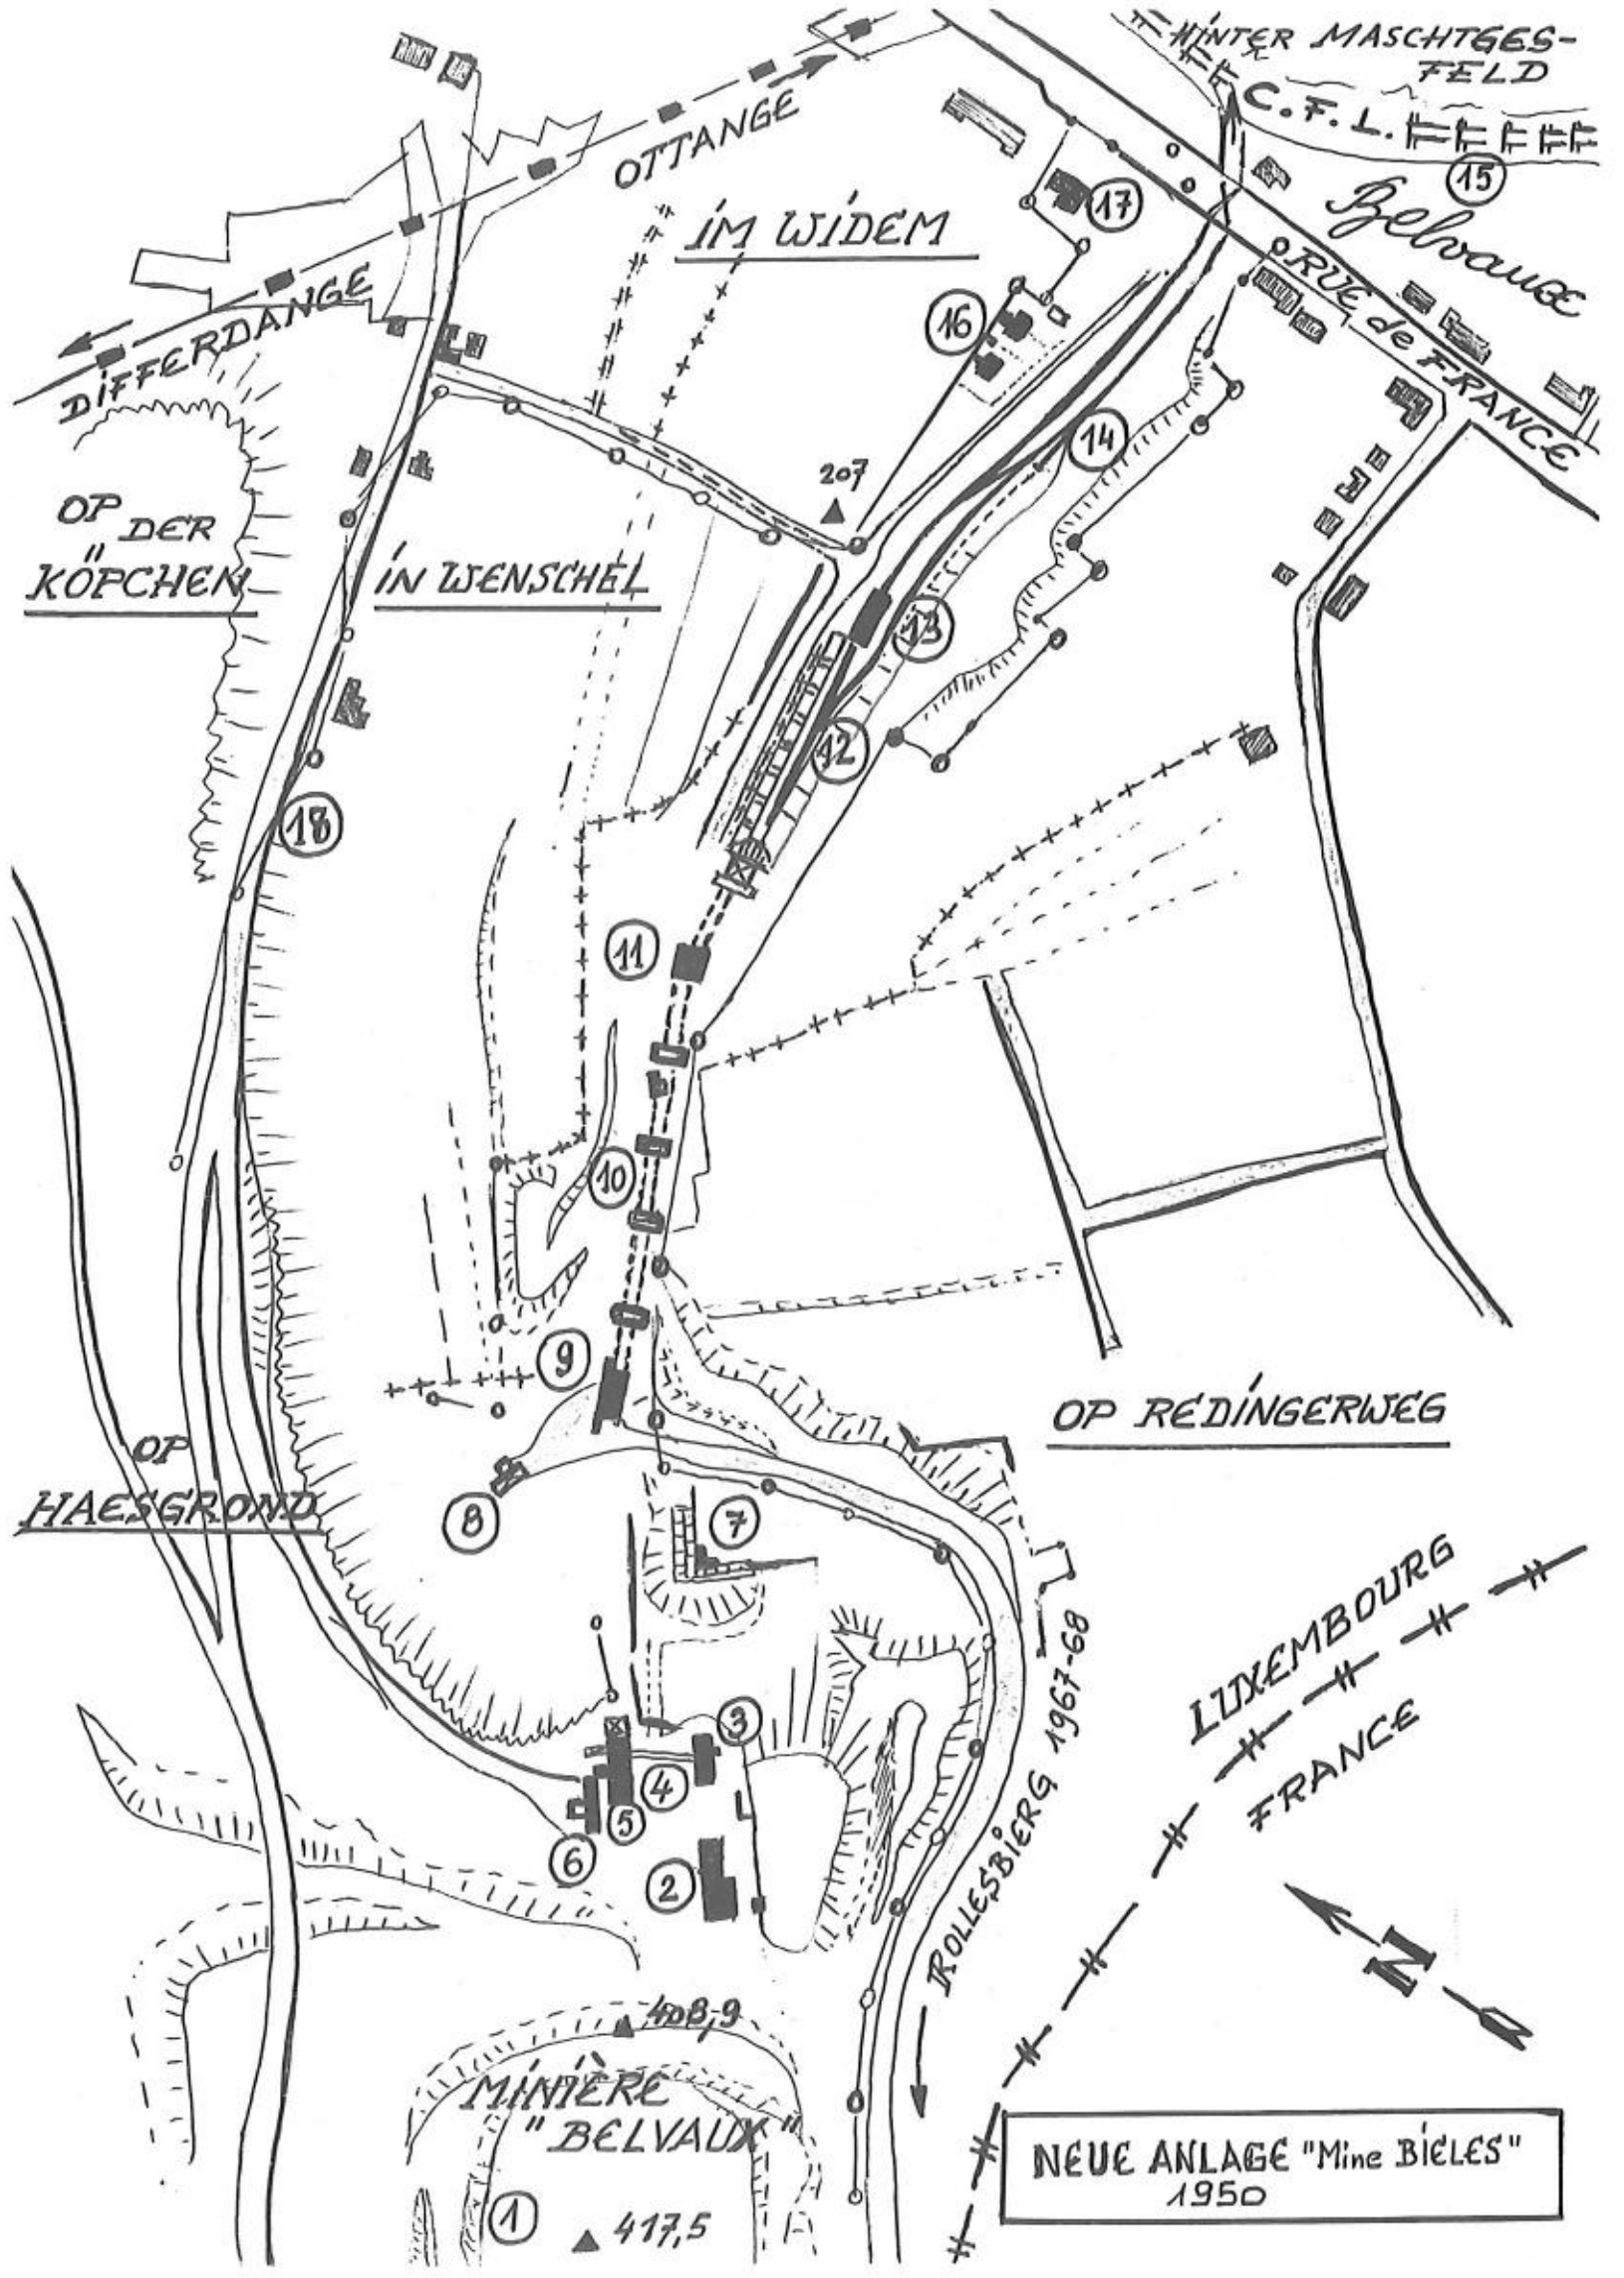 HINTER MASCHTGES-
FELD
C.F.L.
15
Belvauxe
OTTANGE
17
IM WIDEM
RUE de FRANCE
16
DIFFERDANGE
14
207
OP DER
KÖPCHEN
IN WENSCHEL
13
12
18
11
10
9
OP REDINGERWEG
OP
HAESGROND
8
7
LUXEMBOURG
FRANCE
3
4
5
6
2
ROLLESBIERG 1967-68
N
408,9
MINIÈRE
"BELVAUX"
1
417,5
NEUE ANLAGE "Mine BIELES"
1950